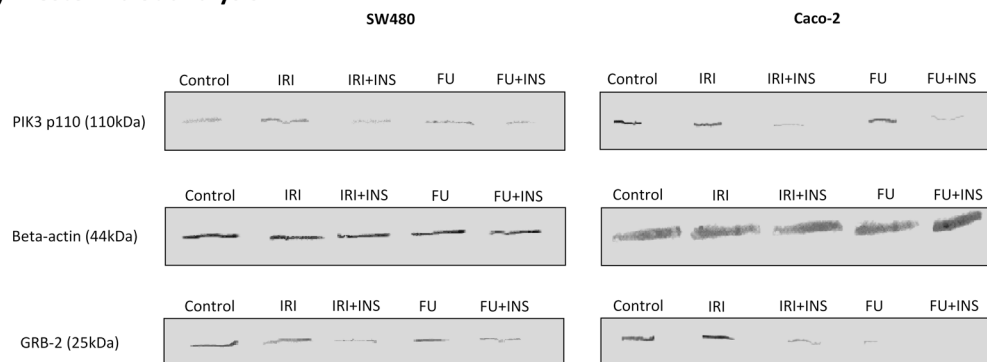 SW480
Caco-2
Control IRI IRI+INS FU FU+INS
Control IRI IRI+INS FU FU+INS
PIK3 p110 (110kDa)
Control IRI IRI+INS FU FU+INS
Control IRI IRI+INS FU FU+INS
Beta-actin (44kDa)
Control IRI IRI+INS FU FU+INS
Control IRI IRI+INS FU FU+INS
GRB-2 (25kDa)